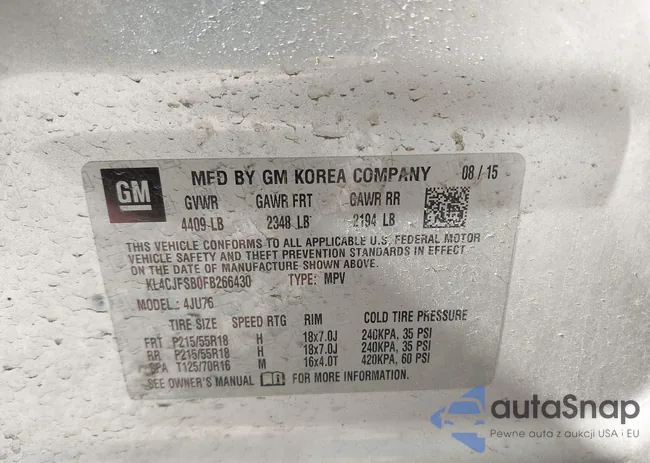 GM
MFD BY GM KOREA COMPANY 08 / 15
GVWR GAWR FRT GAWR RR
4409 LB 2348 LB 2194 LB
THIS VEHICLE CONFORMS TO ALL APPLICABLE U.S. FEDERAL MOTOR
VEHICLE SAFETY AND THEFT PREVENTION STANDARDS IN EFFECT
ON THE DATE OF MANUFACTURE SHOWN ABOVE.
KL4CJFSB0FB266430 TYPE: MPV
MODEL: 4JU76
TIRE SIZE SPEED RTG RIM COLD TIRE PRESSURE
FRT P215/55R18 H 18x7.0J 240KPA, 35 PSI
RR P215/55R18 H 18x7.0J 240KPA, 35 PSI
SPA T125/70R16 M 16x4.0T 420KPA, 60 PSI
SEE OWNER'S MANUAL FOR MORE INFORMATION.
autaSnap
Pewne auta z aukcji USA i EU